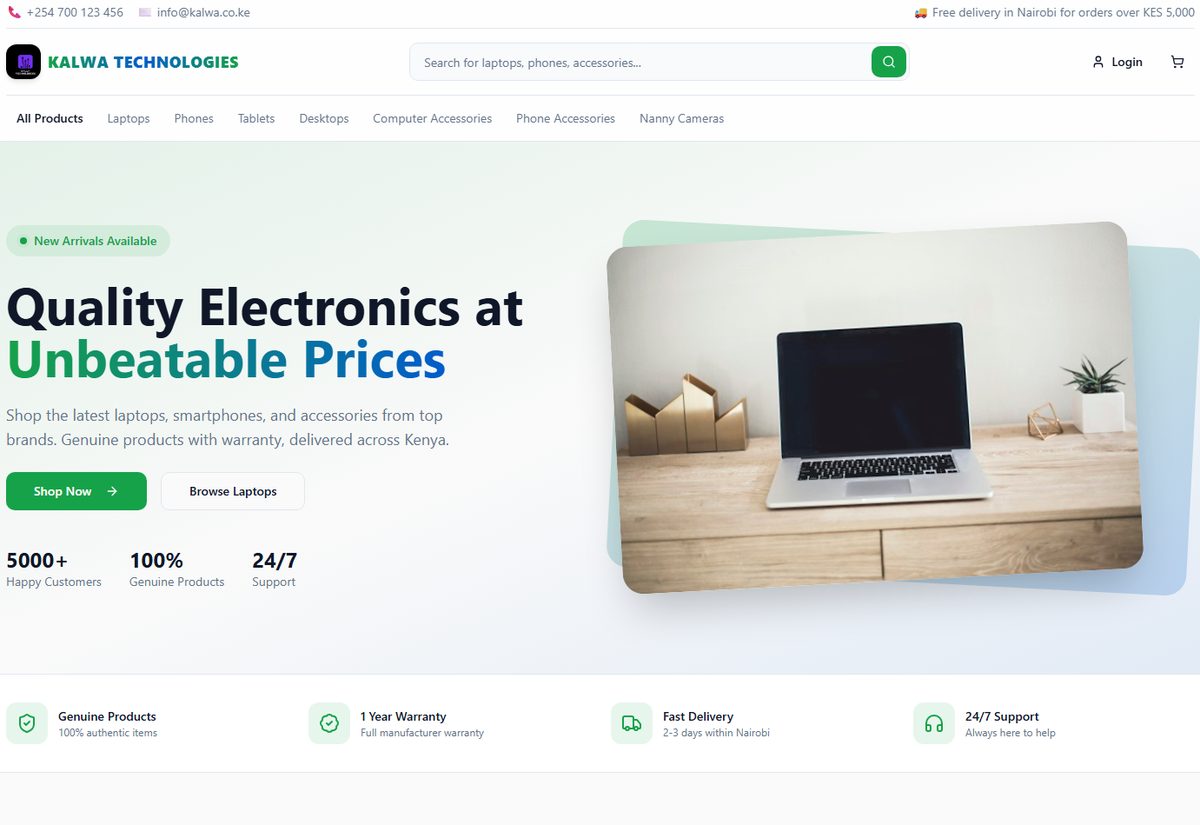 +254 700 123 456 info@kalwa.co.ke Free delivery in Nairobi for orders over KES 5,000
KALWA TECHNOLOGIES
Search for laptops, phones, accessories...
Login
All Products Laptops Phones Tablets Desktops Computer Accessories Phone Accessories Nanny Cameras
New Arrivals Available
Quality Electronics at
Unbeatable Prices
Shop the latest laptops, smartphones, and accessories from top
brands. Genuine products with warranty, delivered across Kenya.
Shop Now Browse Laptops
5000+ 100% 24/7
Happy Customers Genuine Products Support
Genuine Products
100% authentic items
1 Year Warranty
Full manufacturer warranty
Fast Delivery
2-3 days within Nairobi
24/7 Support
Always here to help